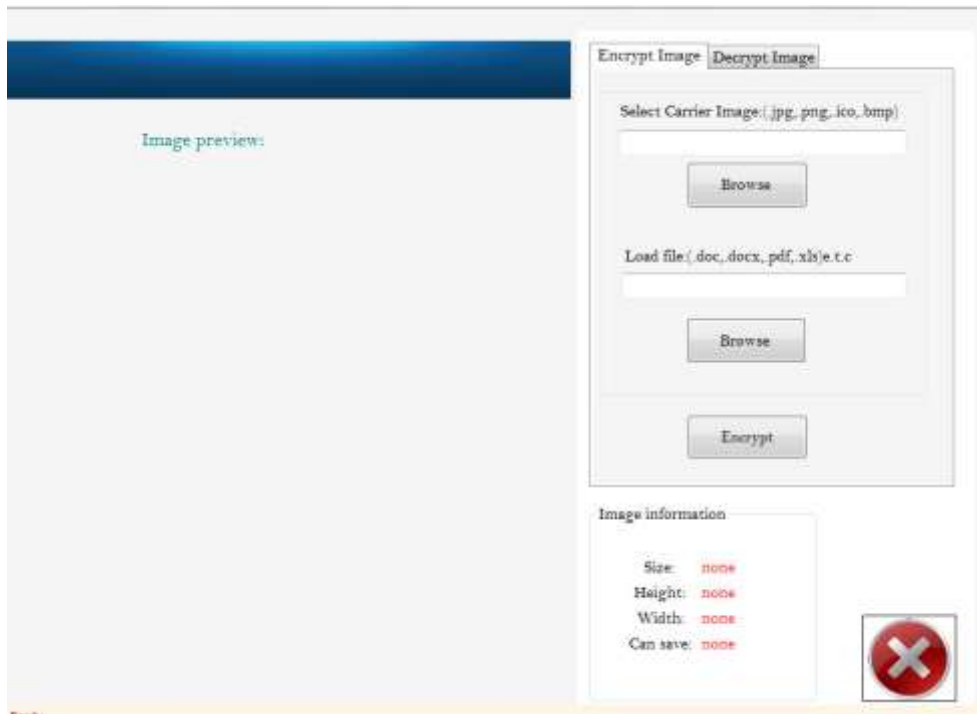 Image preview:
Encrypt Image
Decrypt Image
Select Carrier Image:(.jpg,.png,.ico,.bmp)
Browse
Load file:(.doc,.docx,.pdf,.xls)e.t.c
Browse
Encrypt
Image information
Size: none
Height: none
Width: none
Can save: none